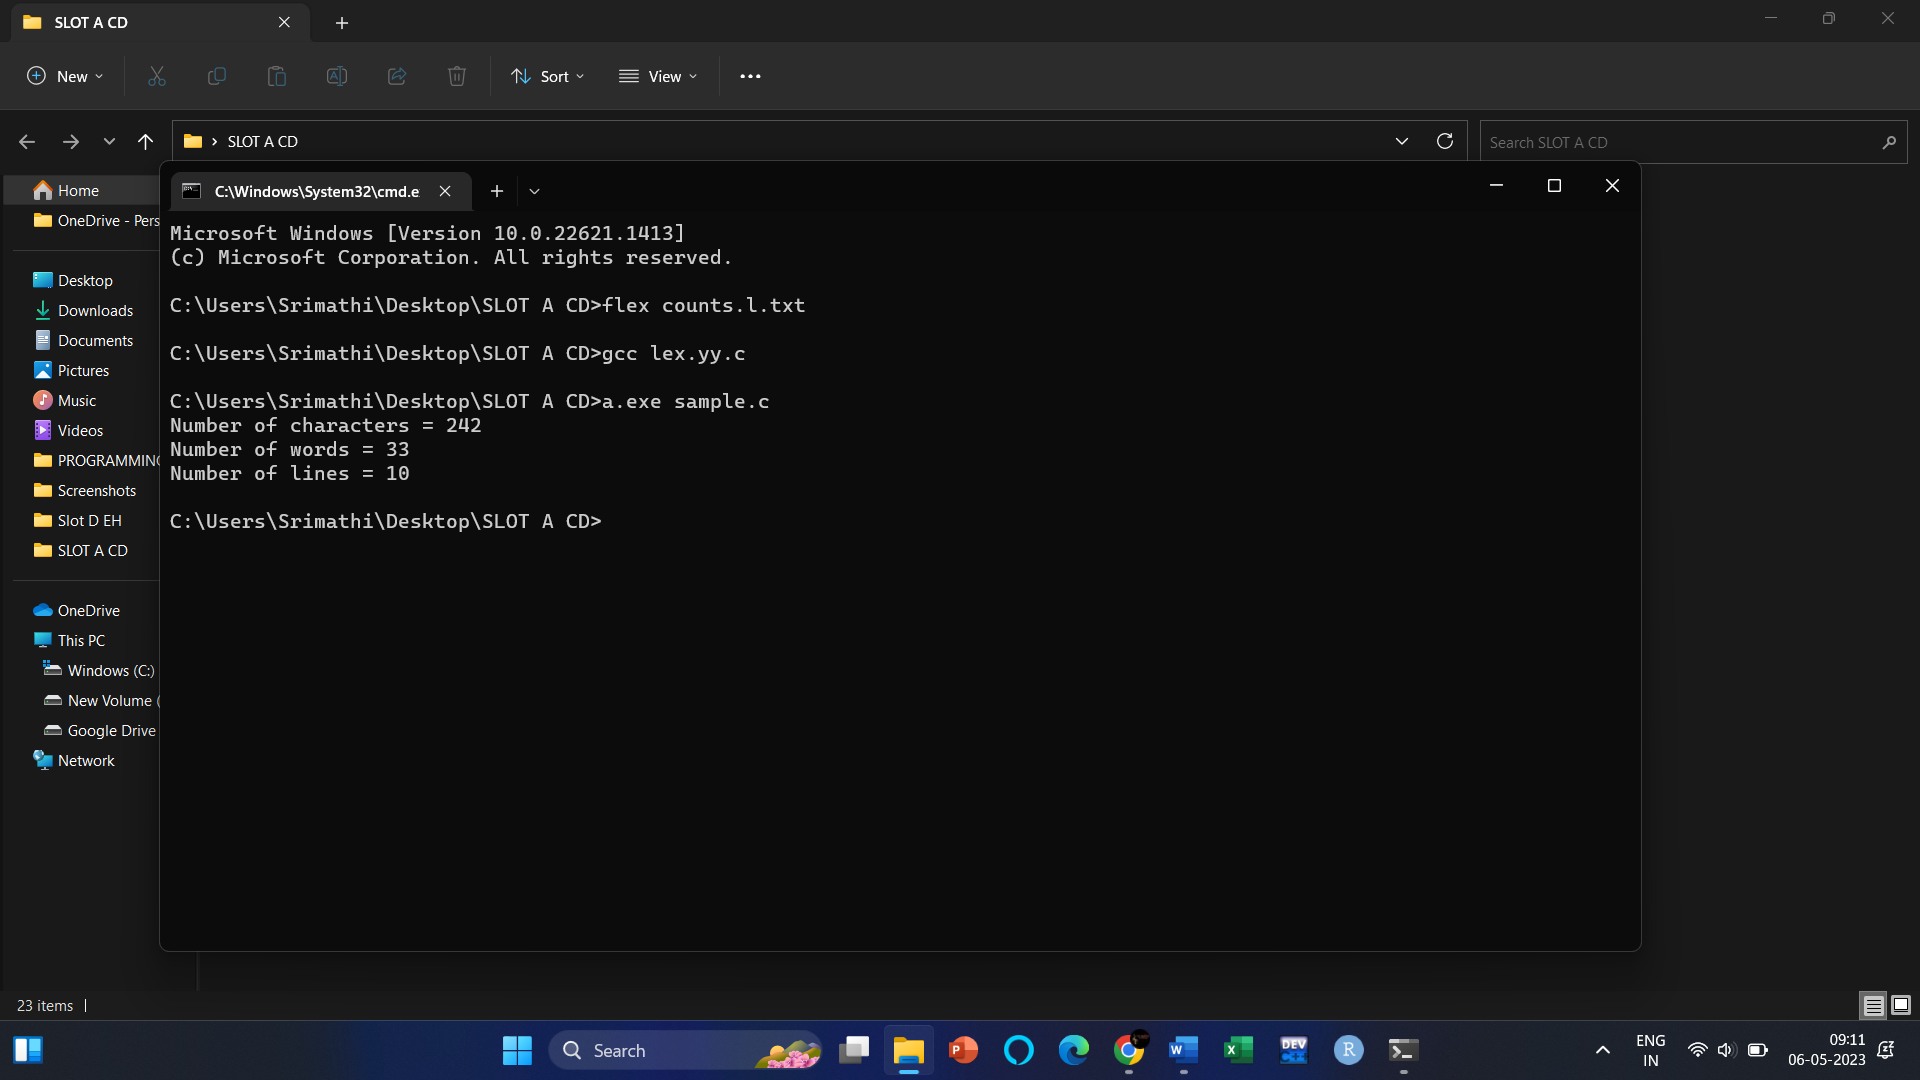 SLOT A CD
New
Sort
View
SLOT A CD
Search SLOT A CD
Home
OneDrive - Pers
Desktop
Downloads
Documents
Pictures
Music
Videos
PROGRAMMING
Screenshots
Slot D EH
SLOT A CD
OneDrive
This PC
Windows (C:)
New Volume (
Google Drive
Network
C:\Windows\System32\cmd.e
Microsoft Windows [Version 10.0.22621.1413]
(c) Microsoft Corporation. All rights reserved.
C:\Users\Srimathi\Desktop\SLOT A CD>flex counts.l.txt
C:\Users\Srimathi\Desktop\SLOT A CD>gcc lex.yy.c
C:\Users\Srimathi\Desktop\SLOT A CD>a.exe sample.c
Number of characters = 242
Number of words = 33
Number of lines = 10
C:\Users\Srimathi\Desktop\SLOT A CD>
23 items
Search
P
W
X
DEV
C++
R
ENG
IN
09:11
06-05-2023